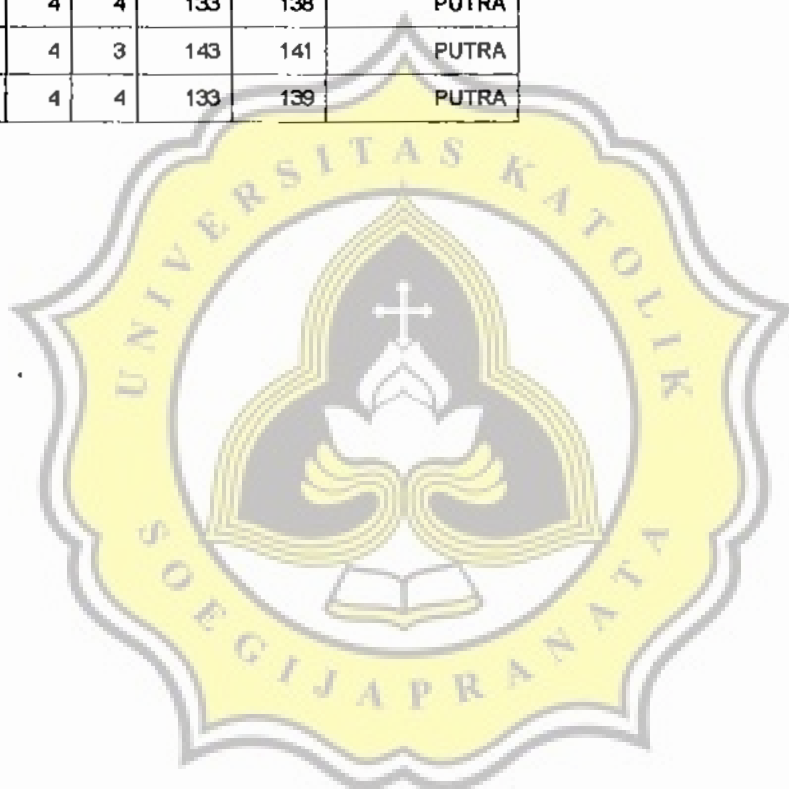 4 4 133 138 PUTRA
4 3 143 141 PUTRA
4 4 133 139 PUTRA
UNIVERSITAS KATOLIK
SOEGIJAPRANATA